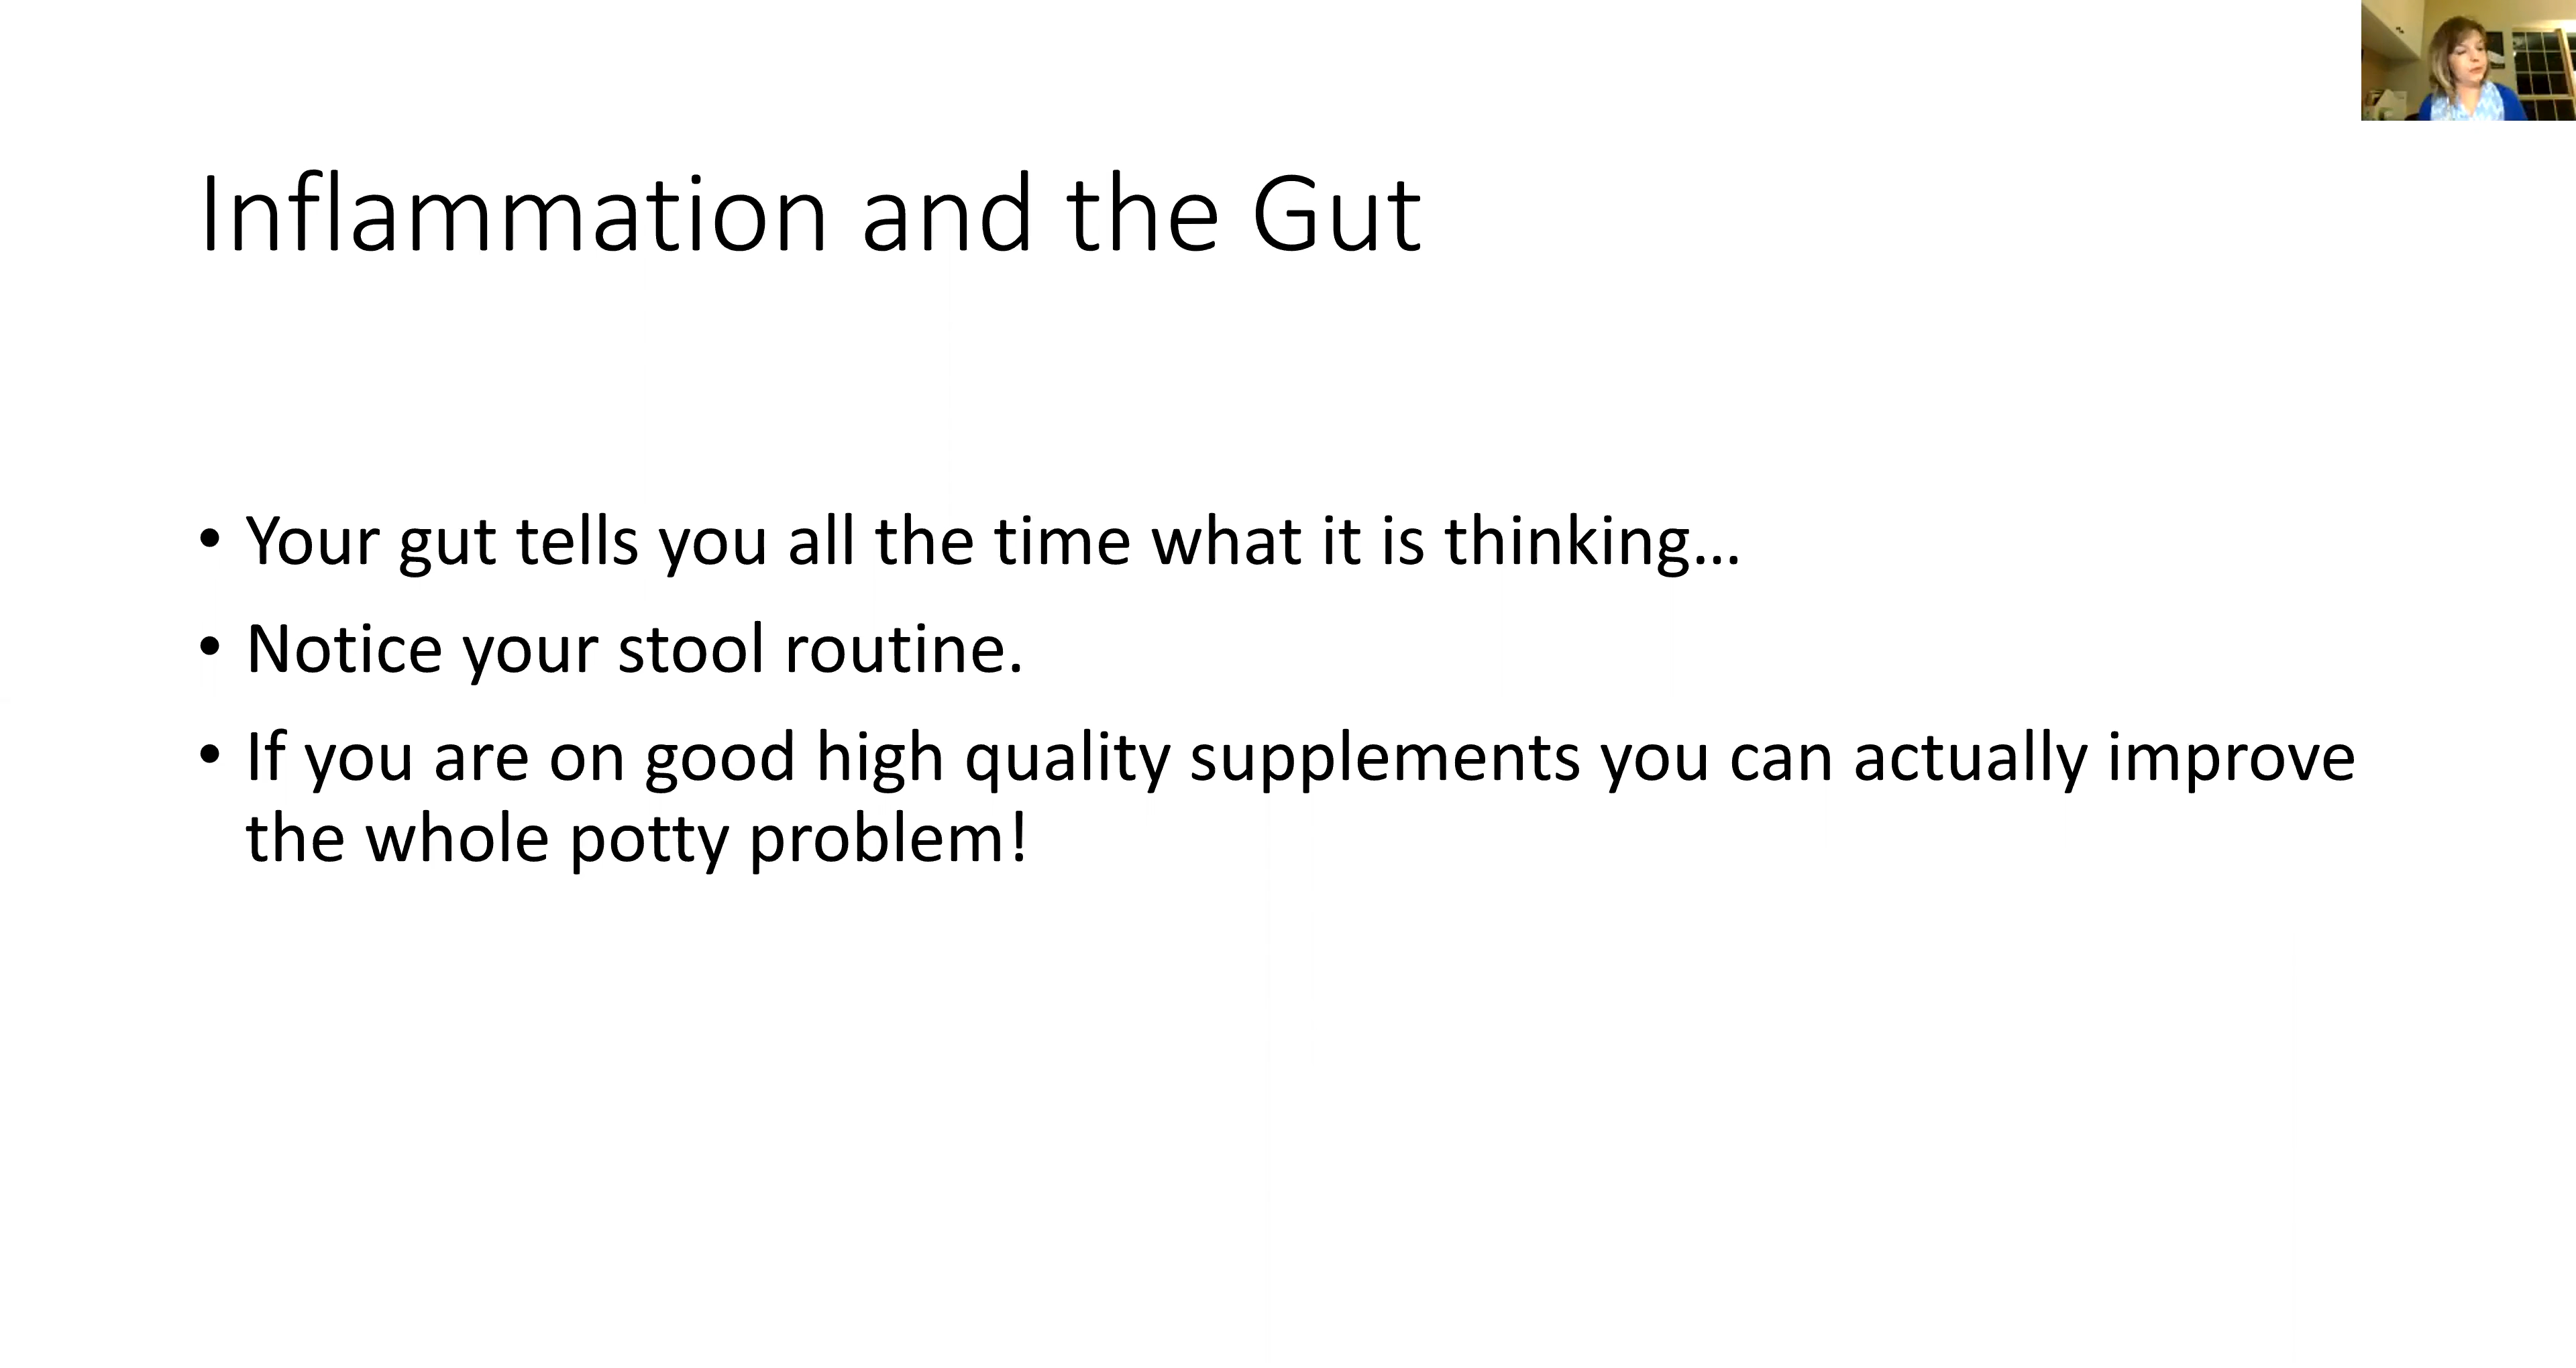 Inflammation and the Gut
• Your gut tells you all the time what it is thinking...
• Notice your stool routine.
• If you are on good high quality supplements you can actually improve
the whole potty problem!